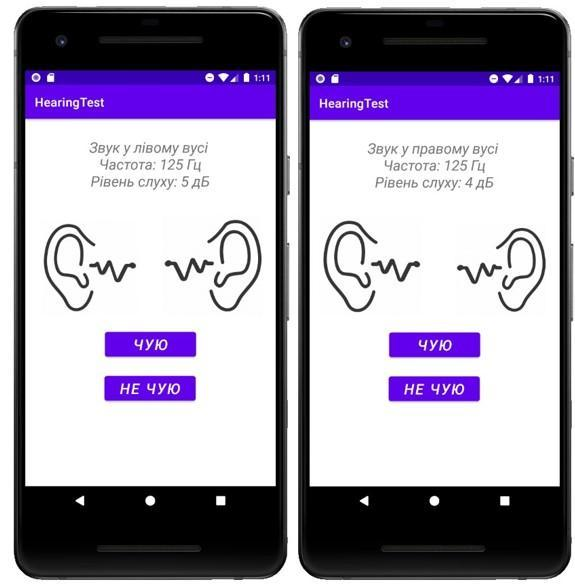 1:11
HearingTest
Звук у лівому вусі
Частота: 125 Гц
Рівень слуху: 5 дБ
ЧУЮ
НЕ ЧУЮ
1:11
HearingTest
Звук у правому вусі
Частота: 125 Гц
Рівень слуху: 4 дБ
ЧУЮ
НЕ ЧУЮ